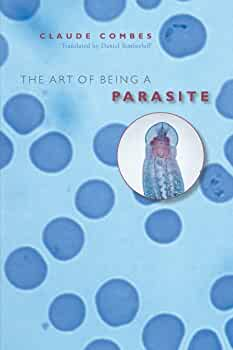 CLAUDE COMBES
Translated by Daniel Simberloff
THE ART OF BEING A
PARASITE